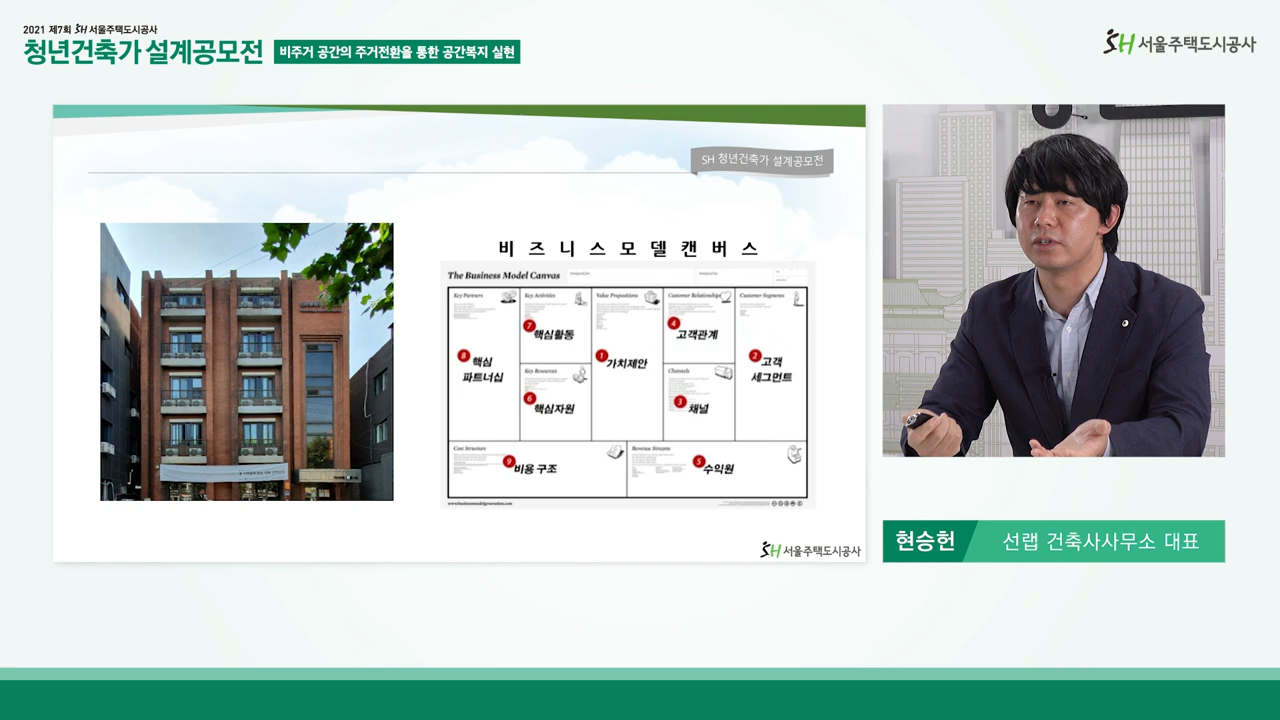 2021 제7회 SH 서울주택도시공사
청년건축가 설계공모전 비주거 공간의 주거전환을 통한 공간복지 실현
SH 서울주택도시공사
SH 청년건축가 설계공모전
비즈니스모델캔버스
The Business Model Canvas
Key Partners
8 핵심
파트너십
Key Activities
7 핵심활동
Key Resources
6 핵심자원
Value Propositions
1 가치제안
Customer Relationships
4 고객관계
Channels
3 채널
Customer Segments
2 고객
세그먼트
Cost Structure
9 비용 구조
Revenue Streams
5 수익원
www.businessmodelgeneration.com
SH 서울주택도시공사
현승헌 선랩 건축사사무소 대표